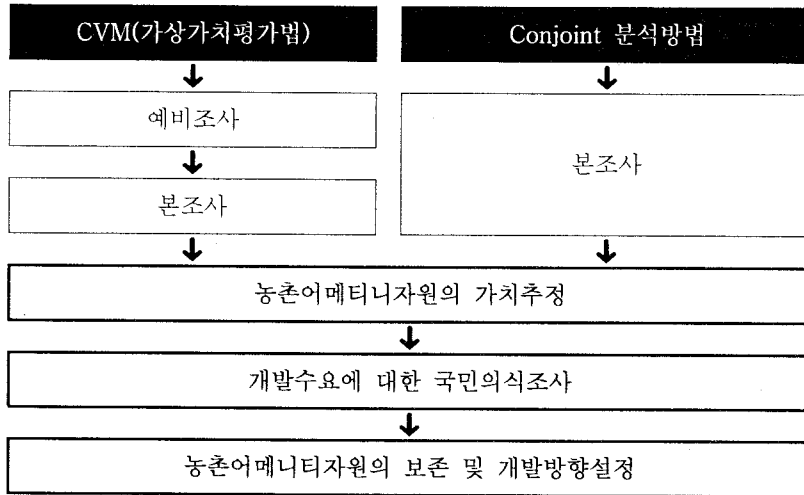 CVM(가상가치평가법)
Conjoint 분석방법
예비조사
본조사
본조사
농촌어메티니자원의 가치추정
개발수요에 대한 국민의식조사
농촌어메니티자원의 보존 및 개발방향설정